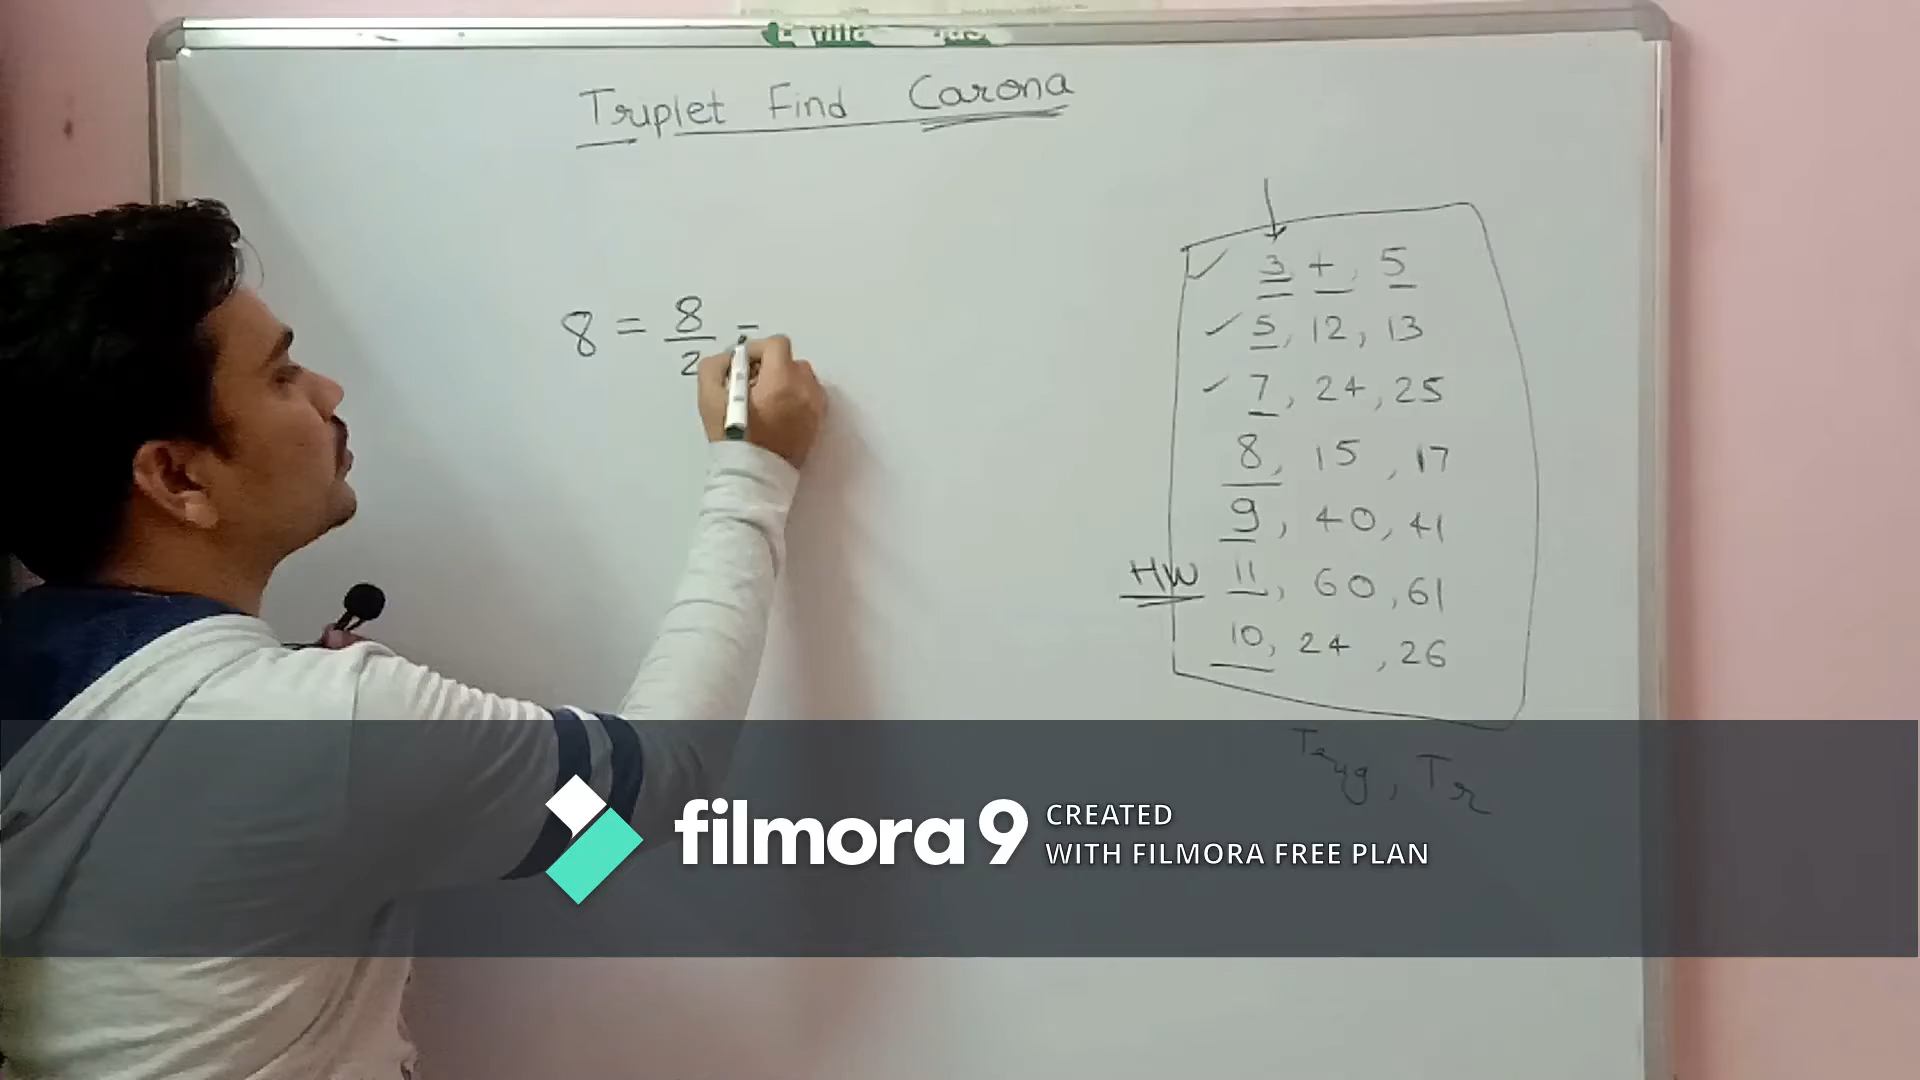 Triplet Find Carona
8 = 8/2 =
3 4, 5
5, 12, 13
7, 24, 25
8, 15, 17
9, 40, 41
HW 11, 60, 61
10, 24, 26
filmora 9 CREATED
WITH FILMORA FREE PLAN